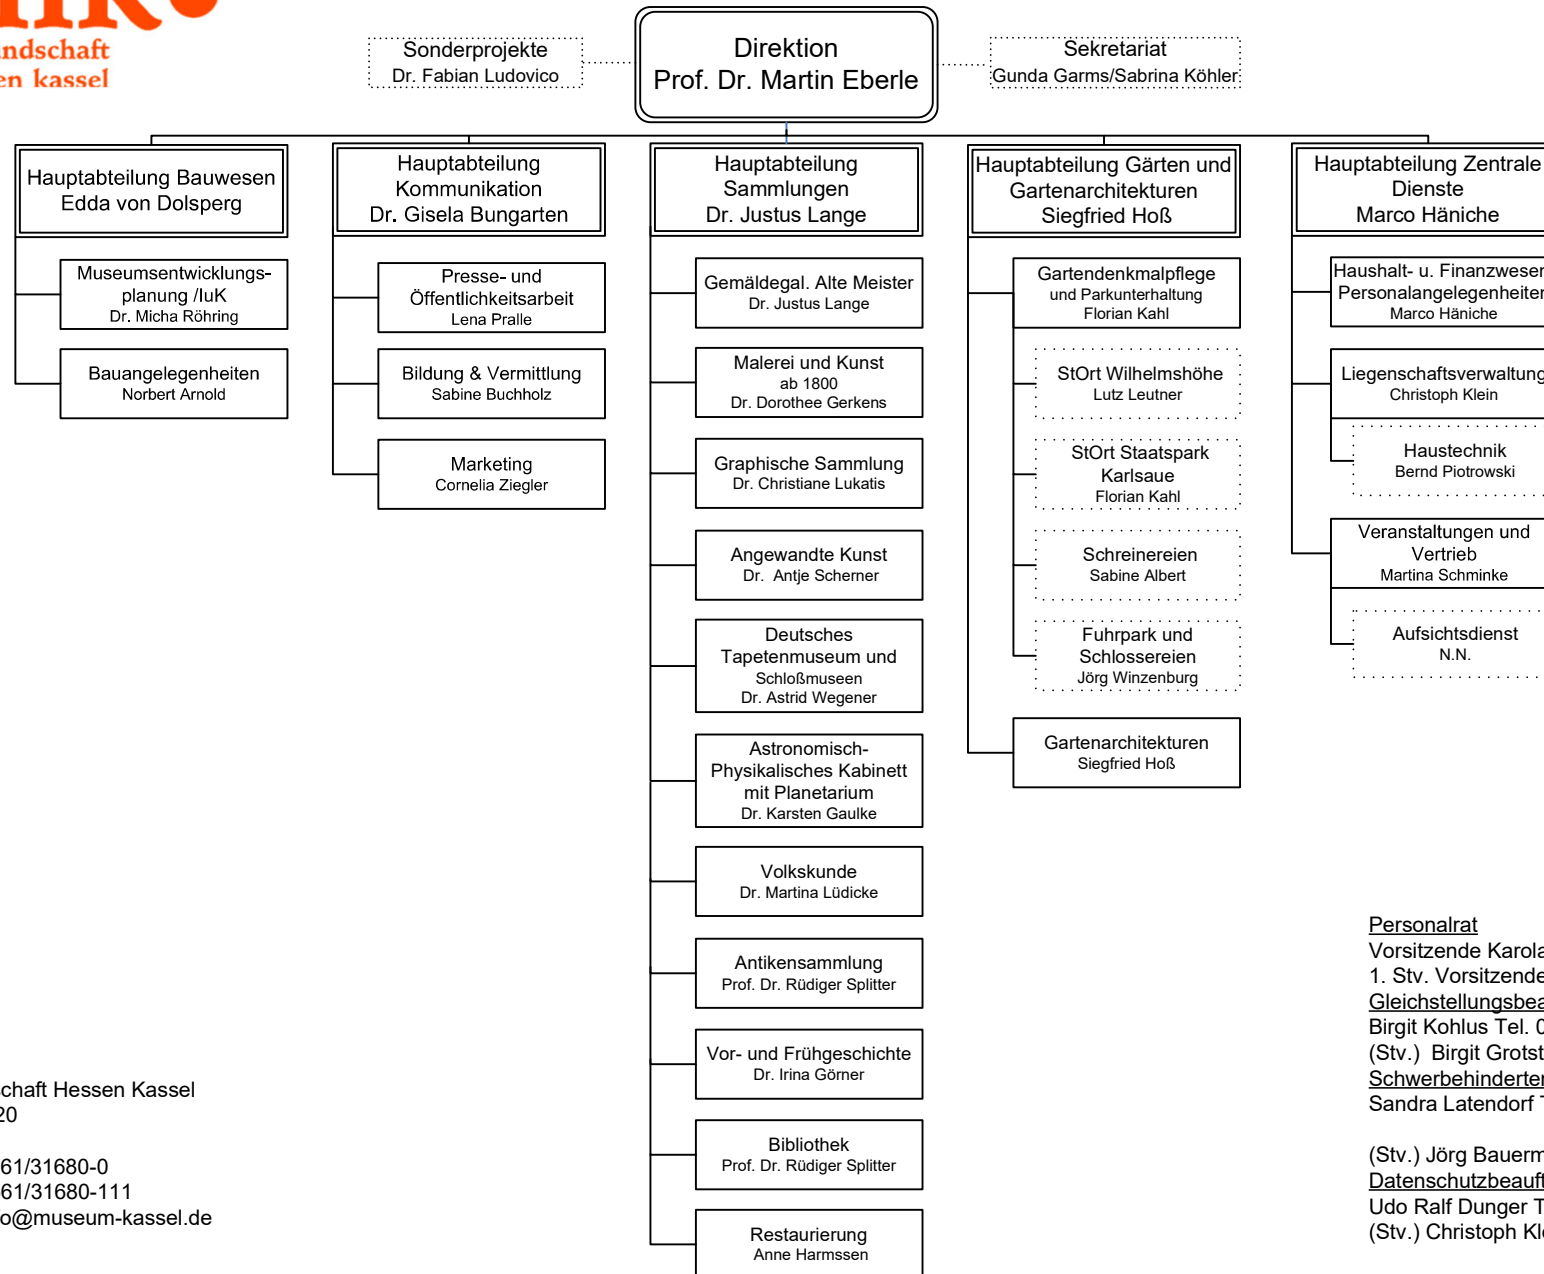 kassel
Sonderprojekte
Dr. Fabian Ludovico
Direktion
Prof. Dr. Martin Eberle
Sekretariat
Gunda Garms/Sabrina Köhler
Hauptabteilung Bauwesen
Edda von Dolsperg
Museumsentwicklungs-
planung /IuK
Dr. Micha Röhring
Bauangelegenheiten
Norbert Arnold
Hauptabteilung
Kommunikation
Dr. Gisela Bungarten
Presse- und
Öffentlichkeitsarbeit
Lena Pralle
Bildung & Vermittlung
Sabine Buchholz
Marketing
Cornelia Ziegler
Hauptabteilung
Sammlungen
Dr. Justus Lange
Gemäldegal. Alte Meister
Dr. Justus Lange
Malerei und Kunst
ab 1800
Dr. Dorothee Gerkens
Graphische Sammlung
Dr. Christiane Lukatis
Angewandte Kunst
Dr. Antje Scherner
Deutsches
Tapetenmuseum und
Schloßmuseen
Dr. Astrid Wegener
Astronomisch-
Physikalisches Kabinett
mit Planetarium
Dr. Karsten Gaulke
Volkskunde
Dr. Martina Lüdicke
Antikensammlung
Prof. Dr. Rüdiger Splitter
Vor- und Frühgeschichte
Dr. Irina Görner
Bibliothek
Prof. Dr. Rüdiger Splitter
Restaurierung
Anne Harmssen
Hauptabteilung Gärten und
Gartenarchitekturen
Siegfried Hoß
Gartendenkmalpflege
und Parkunterhaltung
Florian Kahl
StOrt Wilhelmshöhe
Lutz Leutner
StOrt Staatspark
Karlsaue
Florian Kahl
Schreinereien
Sabine Albert
Fuhrpark und
Schlossereien
Jörg Winzenburg
Gartenarchitekturen
Siegfried Hoß
Hauptabteilung Zentrale
Dienste
Marco Häniche
Haushalt- u. Finanzwesen
Personalangelegenheiten
Marco Häniche
Liegenschaftsverwaltung
Christoph Klein
Haustechnik
Bernd Piotrowski
Veranstaltungen und
Vertrieb
Martina Schminke
Aufsichtsdienst
N.N.
Personalrat
Vorsitzende Karola
1. Stv. Vorsitzende
Birgit Kohlus Tel. 0
(Stv.) Birgit
Sandra Latendorf
(Stv.) Jörg
Udo Ralf Dunger
(Stv.) Christoph
Hessen Kassel
20
61/31680-0
61/31680-111
o@museum-kassel.de